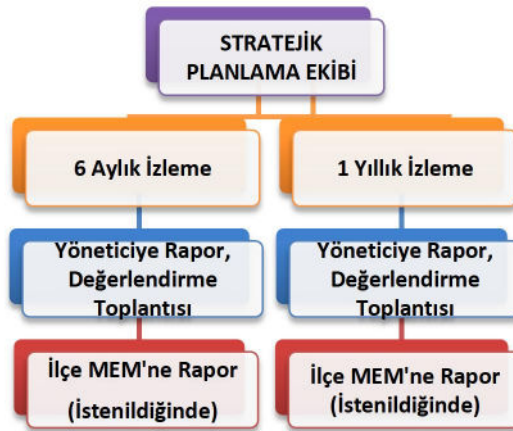 STRATEJİK
PLANLAMA EKİBİ
6 Aylık İzleme
1 Yıllık İzleme
Yöneticiye Rapor,
Değerlendirme
Toplantısı
Yöneticiye Rapor,
Değerlendirme
Toplantısı
İlçe MEM'ne Rapor
(İstenildiğinde)
İlçe MEM'ne Rapor
(İstenildiğinde)